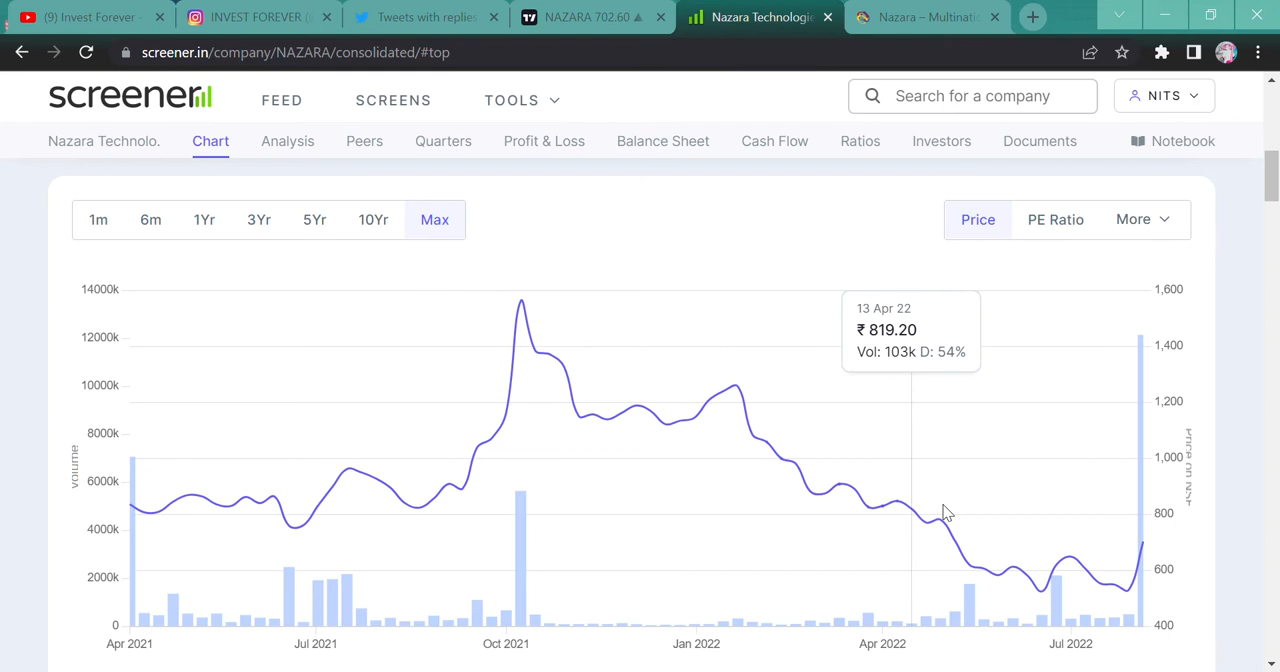 (9) Invest Forever -
INVEST FOREVER (
Tweets with replies
NAZARA 702.60 ▲
Nazara Technologie
Nazara – Multinati
screener.in/company/NAZARA/consolidated/#top
screener
FEED
SCREENS
TOOLS
Search for a company
NITS
Nazara Technolo.
Chart
Analysis
Peers
Quarters
Profit & Loss
Balance Sheet
Cash Flow
Ratios
Investors
Documents
Notebook
1m
6m
1Yr
3Yr
5Yr
10Yr
Max
Price
PE Ratio
More
14000k
12000k
10000k
8000k
6000k
4000k
2000k
0
Volume
13 Apr 22
₹ 819.20
Vol: 103k D: 54%
1,600
1,400
1,200
1,000
800
600
400
Price on NSE
Apr 2021
Jul 2021
Oct 2021
Jan 2022
Apr 2022
Jul 2022